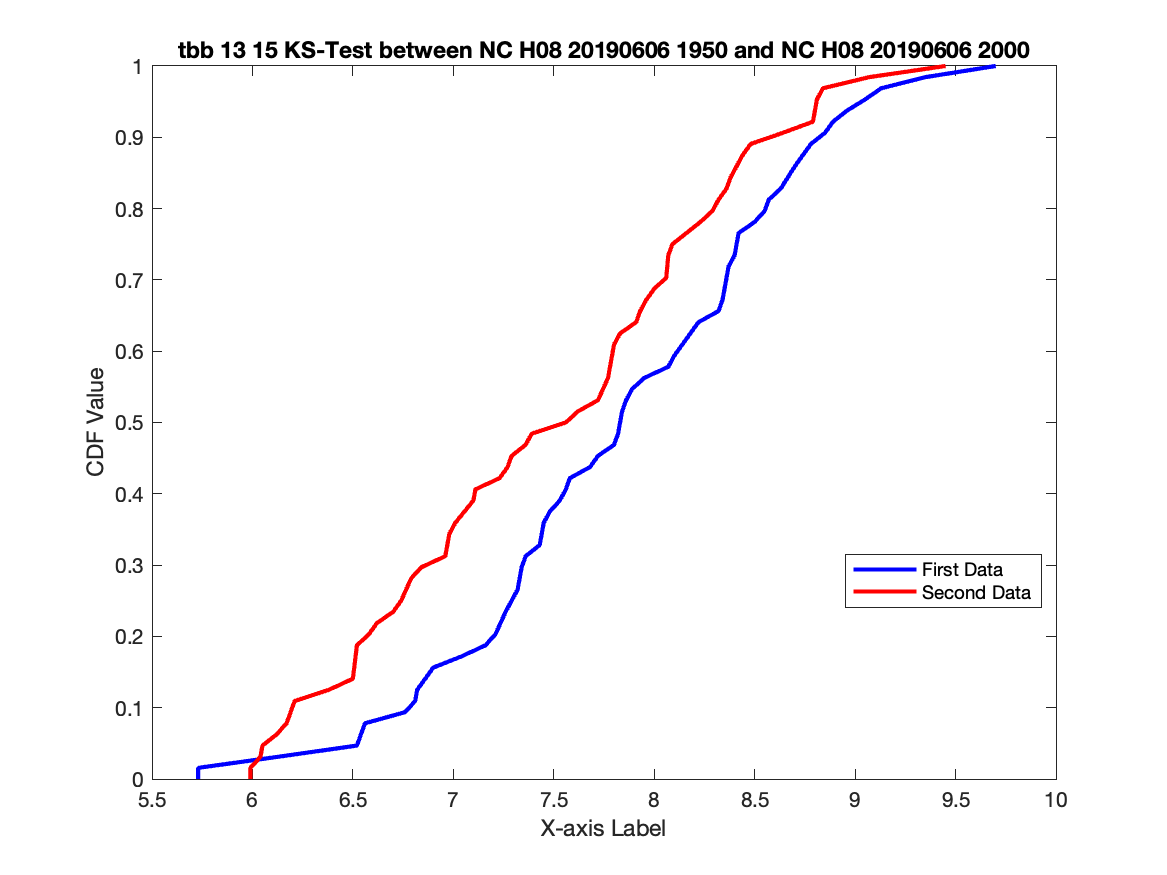 tbb 13 15 KS-Test between NC H08 20190606 1950 and NC H08 20190606 2000
1
0.9
0.8
0.7
0.6
0.5
0.4
0.3
0.2
0.1
0
CDF Value
First Data
Second Data
5.5 6 6.5 7 7.5 8 8.5 9 9.5 10
X-axis Label